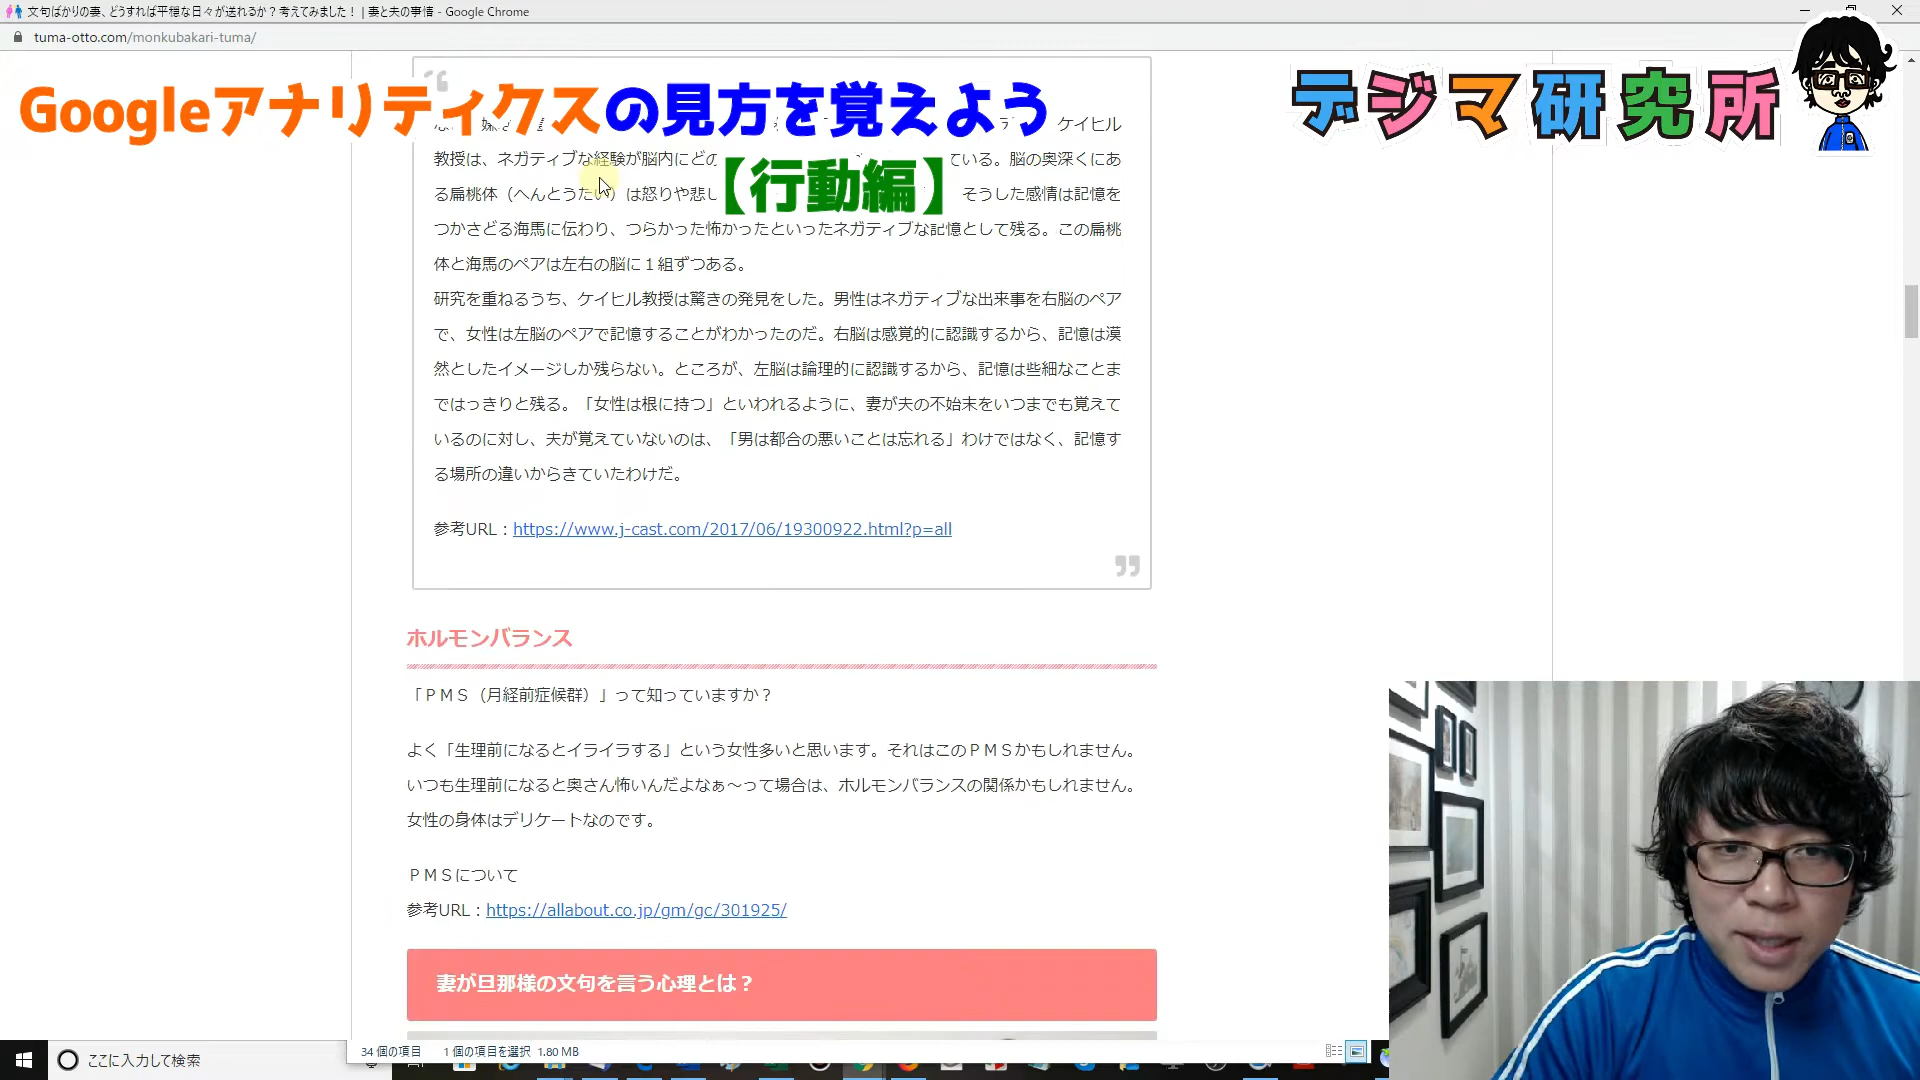 文句ばかりの妻、どうすれば平穏な日々が送れるか？考えてみました！ | 妻と夫の事情 - Google Chrome
tuma-otto.com/monkubakari-tuma/
Googleアナリティクスの見方を覚えよう
【行動編】
デジマ研究所
ケイヒル
教授は、ネガティブな経験が脳内にどの
ている。脳の奥深くにあ
る扁桃体（へんとうたい）は怒りや悲し
そうした感情は記憶を
つかさどる海馬に伝わり、つらかった怖かったといったネガティブな記憶として残る。この扁桃
体と海馬のペアは左右の脳に１組ずつある。
研究を重ねるうち、ケイヒル教授は驚きの発見をした。男性はネガティブな出来事を右脳のペア
で、女性は左脳のペアで記憶することがわかったのだ。右脳は感覚的に認識するから、記憶は漠
然としたイメージしか残らない。ところが、左脳は論理的に認識するから、記憶は些細なことま
ではっきりと残る。「女性は根に持つ」といわれるように、妻が夫の不始末をいつまでも覚えて
いるのに対し、夫が覚えていないのは、「男は都合の悪いことは忘れる」わけではなく、記憶す
る場所の違いからきていたわけだ。
参考URL：https://www.j-cast.com/2017/06/19300922.html?p=all
ホルモンバランス
「ＰＭＳ（月経前症候群）」って知っていますか？
よく「生理前になるとイライラする」という女性多いと思います。それはこのＰＭＳかもしれません。
いつも生理前になると奥さん怖いんだよなぁ～って場合は、ホルモンバランスの関係かもしれません。
女性の身体はデリケートなのです。
ＰＭＳについて
参考URL：https://allabout.co.jp/gm/gc/301925/
妻が旦那様の文句を言う心理とは？
34 個の項目 1 個の項目を選択 1.80 MB
ここに入力して検索